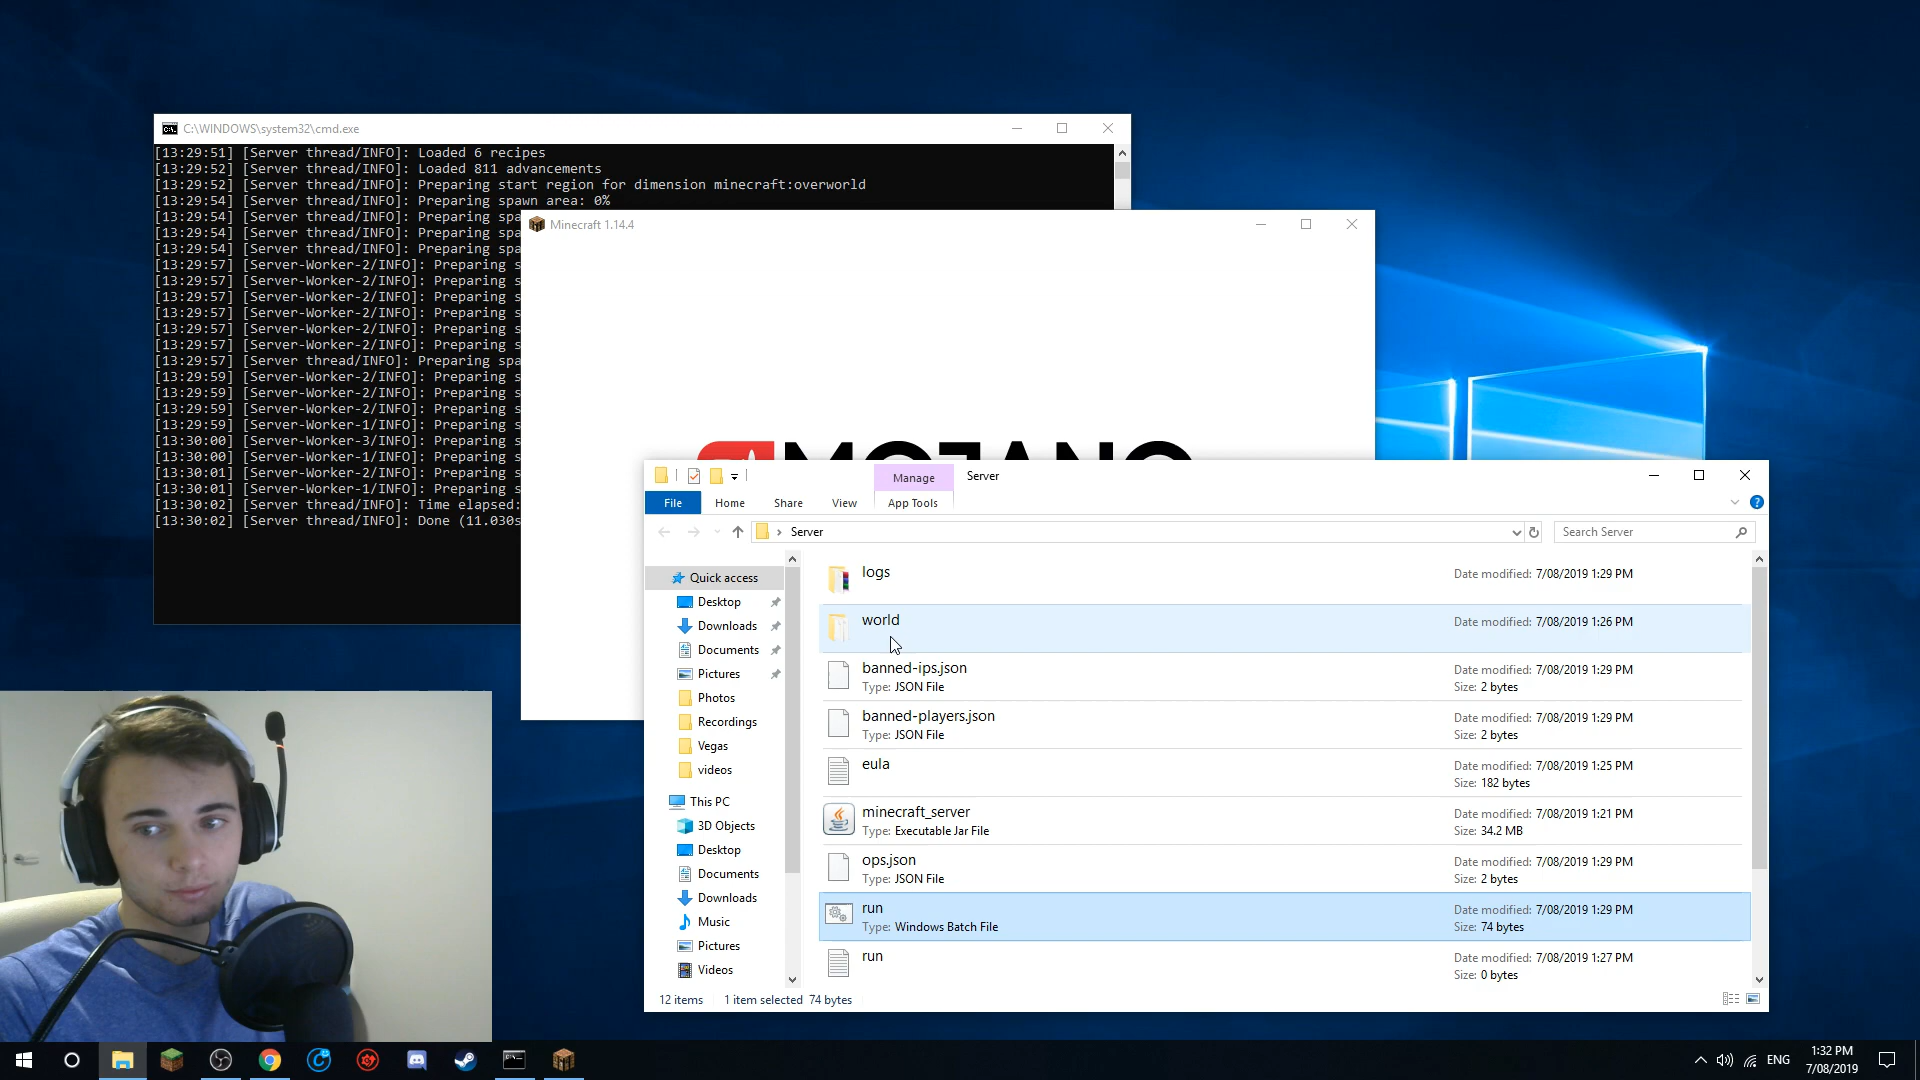 C:\WINDOWS\system32\cmd.exe
[13:29:51] [Server thread/INFO]: Loaded 6 recipes
[13:29:52] [Server thread/INFO]: Loaded 811 advancements
[13:29:52] [Server thread/INFO]: Preparing start region for dimension minecraft:overworld
[13:29:54] [Server thread/INFO]: Preparing spawn area: 0%
[13:29:54] [Server thread/INFO]: Preparing spa
[13:29:54] [Server thread/INFO]: Preparing spa
[13:29:54] [Server thread/INFO]: Preparing spa
[13:29:57] [Server-Worker-2/INFO]: Preparing s
[13:29:57] [Server-Worker-2/INFO]: Preparing s
[13:29:57] [Server-Worker-2/INFO]: Preparing s
[13:29:57] [Server-Worker-2/INFO]: Preparing s
[13:29:57] [Server-Worker-2/INFO]: Preparing s
[13:29:57] [Server-Worker-2/INFO]: Preparing s
[13:29:57] [Server thread/INFO]: Preparing spa
[13:29:59] [Server-Worker-2/INFO]: Preparing s
[13:29:59] [Server-Worker-2/INFO]: Preparing s
[13:29:59] [Server-Worker-2/INFO]: Preparing s
[13:29:59] [Server-Worker-1/INFO]: Preparing s
[13:30:00] [Server-Worker-3/INFO]: Preparing s
[13:30:00] [Server-Worker-1/INFO]: Preparing s
[13:30:01] [Server-Worker-2/INFO]: Preparing s
[13:30:01] [Server-Worker-1/INFO]: Preparing s
[13:30:02] [Server thread/INFO]: Time elapsed:
[13:30:02] [Server thread/INFO]: Done (11.030s
Minecraft 1.14.4
MOJANG
Manage
Server
File
Home
Share
View
App Tools
Server
Search Server
Quick access
Desktop
Downloads
Documents
Pictures
Photos
Recordings
Vegas
videos
This PC
3D Objects
Desktop
Documents
Downloads
Music
Pictures
Videos
logs
Date modified: 7/08/2019 1:29 PM
world
Date modified: 7/08/2019 1:26 PM
banned-ips.json
Date modified: 7/08/2019 1:29 PM
Type: JSON File
Size: 2 bytes
banned-players.json
Date modified: 7/08/2019 1:29 PM
Type: JSON File
Size: 2 bytes
eula
Date modified: 7/08/2019 1:25 PM
Size: 182 bytes
minecraft_server
Date modified: 7/08/2019 1:21 PM
Type: Executable Jar File
Size: 34.2 MB
ops.json
Date modified: 7/08/2019 1:29 PM
Type: JSON File
Size: 2 bytes
run
Date modified: 7/08/2019 1:29 PM
Type: Windows Batch File
Size: 74 bytes
run
Date modified: 7/08/2019 1:27 PM
Size: 0 bytes
12 items
1 item selected 74 bytes
ENG
1:32 PM
7/08/2019